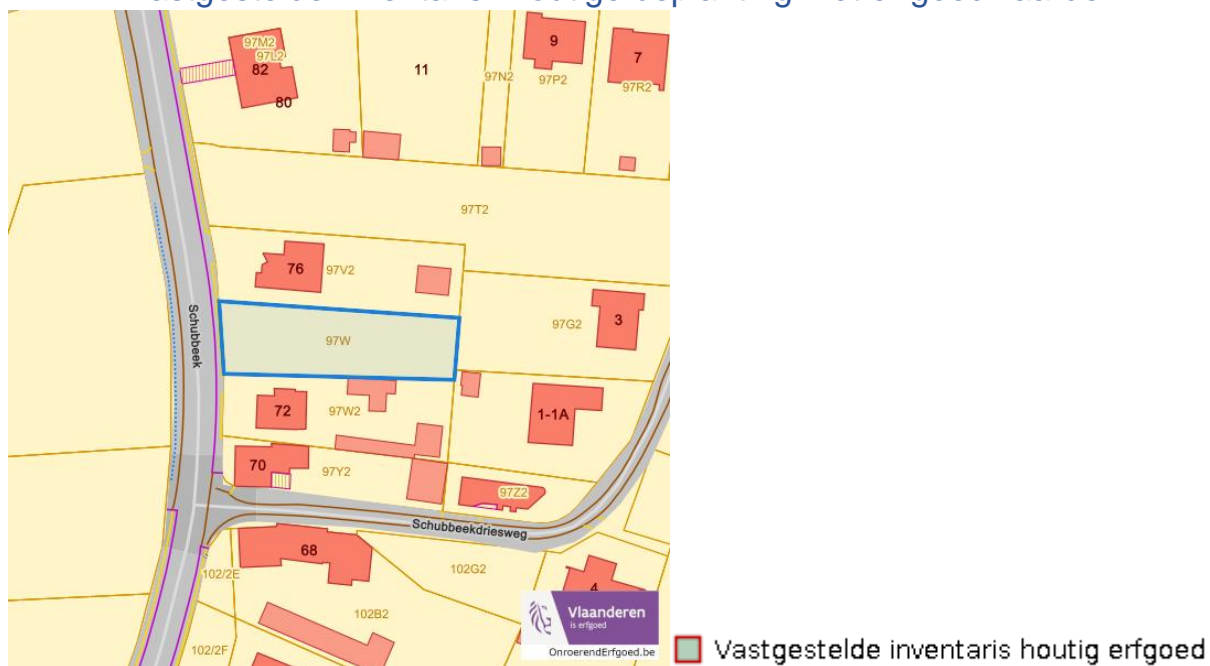 97M2
97L2
82
80
11
97N2
9
97P2
7
97R2
97T2
76
97V2
Schubbeek
97W
97G2
3
72
97W2
1-1A
70
97Y2
97Z2
Schubbeekdriesweg
68
102/2E
102G2
4
102B2
102/2F
Vlaanderen
is erfgoed
OnroerendErfgoed.be
Vastgestelde inventaris houtig erfgoed